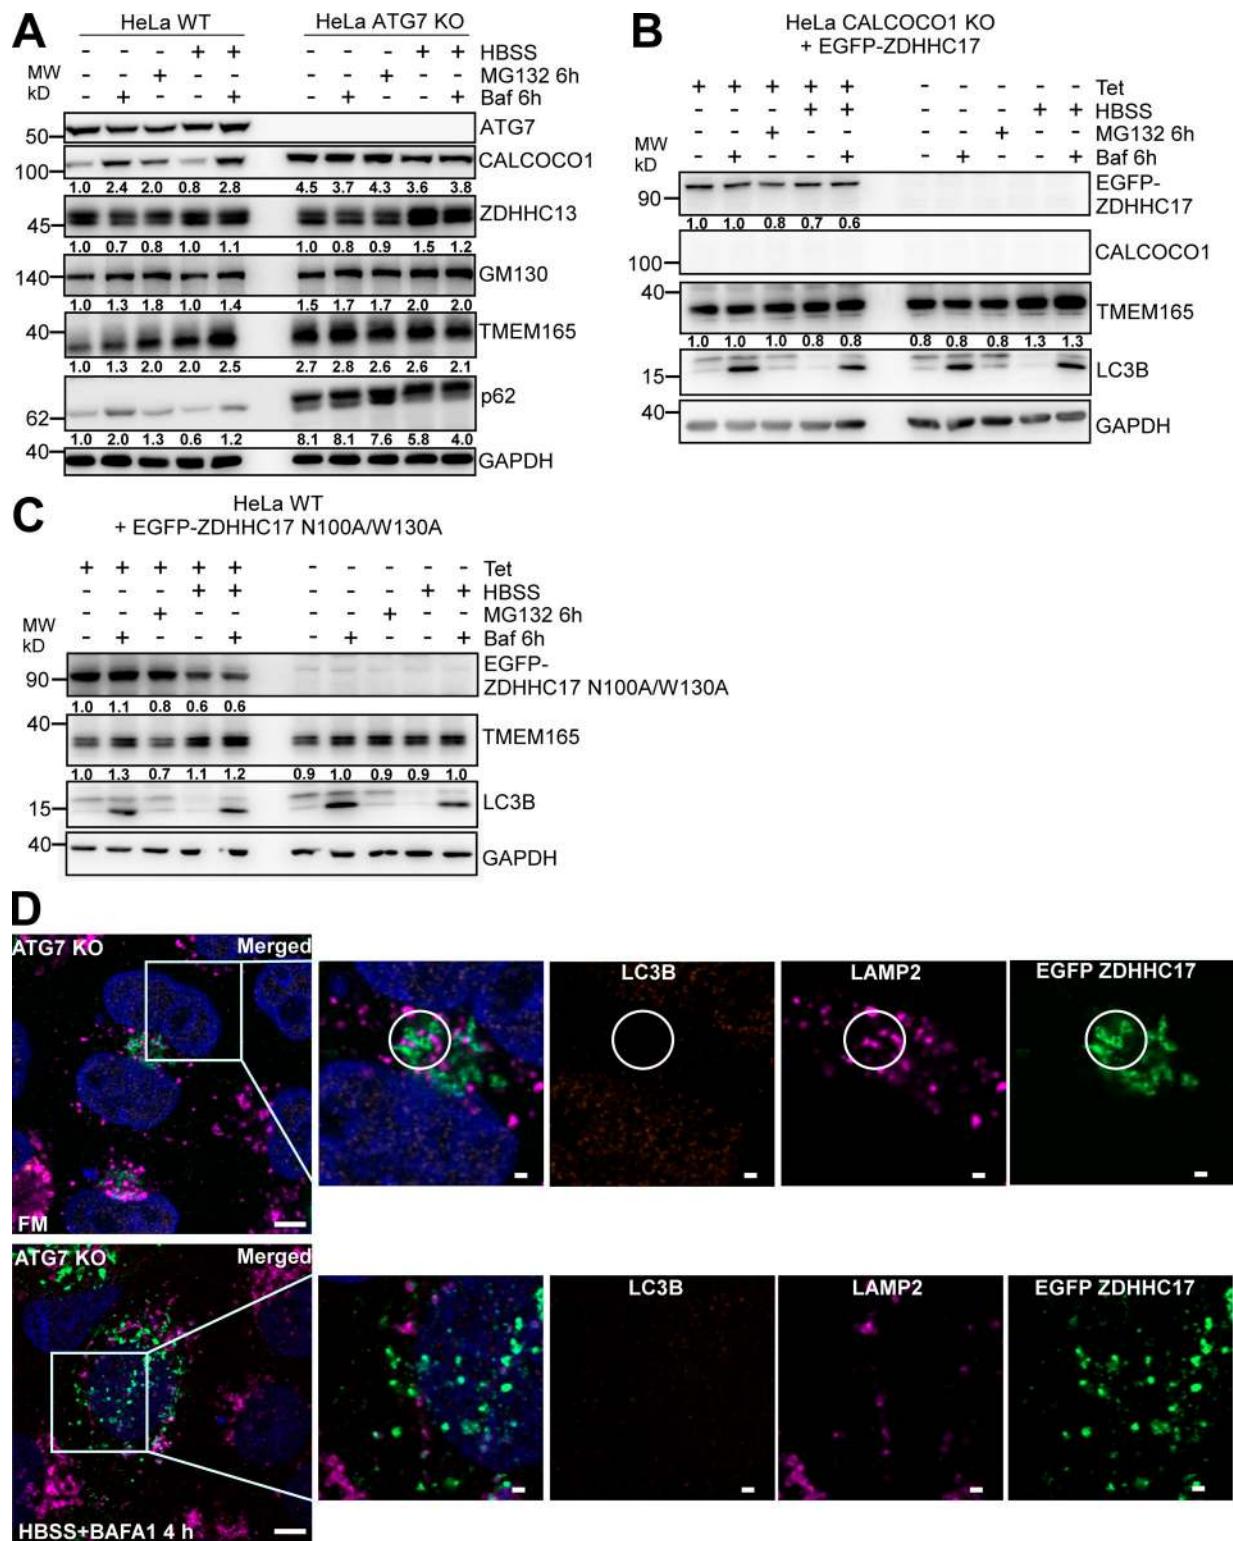 A
HeLa WT HeLa ATG7 KO
- - - + + - - - + + HBSS
- - + - - - - + - - MG132 6h
- + - - + - + - - + Baf 6h
MW
kD
50 ATG7
100 CALCOCO1
1.0 2.4 2.0 0.8 2.8 4.5 3.7 4.3 3.6 3.8
45 ZDHHC13
1.0 0.7 0.8 1.0 1.1 1.0 0.8 0.9 1.5 1.2
140 GM130
1.0 1.3 1.8 1.0 1.4 1.5 1.7 1.7 2.0 2.0
40 TMEM165
1.0 1.3 2.0 2.0 2.5 2.7 2.8 2.6 2.6 2.1
62 p62
1.0 2.0 1.3 0.6 1.2 8.1 8.1 7.6 5.8 4.0
40 GAPDH
B
HeLa CALCOCO1 KO
+ EGFP-ZDHHC17
+ + + + + - - - - - Tet
- - - + + - - - + + HBSS
- - + - - - - + - - MG132 6h
- + - - + - + - - + Baf 6h
MW
kD
90 EGFP-
ZDHHC17
1.0 1.0 0.8 0.7 0.6
100 CALCOCO1
40 TMEM165
1.0 1.0 1.0 0.8 0.8 0.8 0.8 0.8 1.3 1.3
15 LC3B
40 GAPDH
C
HeLa WT
+ EGFP-ZDHHC17 N100A/W130A
+ + + + + - - - - - Tet
- - - + + - - - + + HBSS
- - + - - - - + - - MG132 6h
- + - - + - + - - + Baf 6h
MW
kD
90 EGFP-
ZDHHC17 N100A/W130A
1.0 1.1 0.8 0.6 0.6
40 TMEM165
1.0 1.3 0.7 1.1 1.2 0.9 1.0 0.9 0.9 1.0
15 LC3B
40 GAPDH
D
ATG7 KO Merged LC3B LAMP2 EGFP ZDHHC17
FM
ATG7 KO Merged LC3B LAMP2 EGFP ZDHHC17
HBSS+BAFA1 4 h